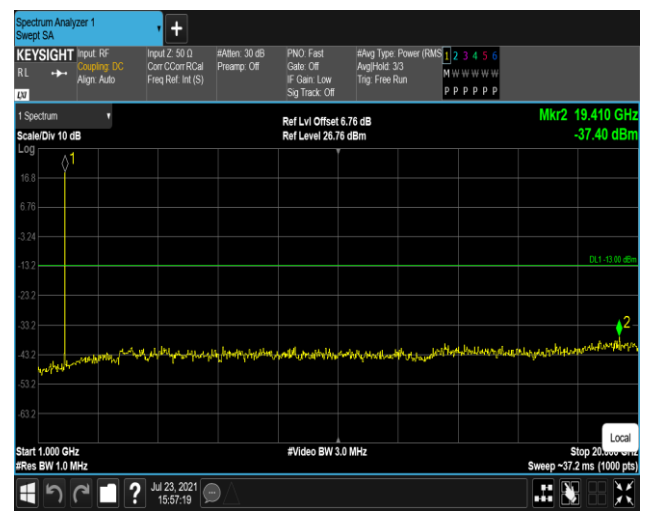 Spectrum Analyzer 1
Swept SA
+
KEYSIGHT
RL
LXI
Input: RF
Coupling: DC
Align: Auto
Input Z: 50 Ω
Corr CCorr RCal
Freq Ref: Int (S)
#Atten: 30 dB
Preamp: Off
PNO: Fast
Gate: Off
IF Gain: Low
Sig Track: Off
#Avg Type: Power (RMS
Avg|Hold: 3/3
Trig: Free Run
1 2 3 4 5 6
M W W W W W
P P P P P P
1 Spectrum
Scale/Div 10 dB
Log
Ref Lvl Offset 6.76 dB
Ref Level 26.76 dBm
Mkr2 19.410 GHz
-37.40 dBm
1
16.8
6.76
-3.24
-13.2
DL1 -13.00 dBm
-23.2
-33.2
2
-43.2
-53.2
-63.2
Local
Start 1.000 GHz
#Res BW 1.0 MHz
#Video BW 3.0 MHz
Stop 20.000 GHz
Sweep ~37.2 ms (1000 pts)
?
Jul 23, 2021
15:57:19